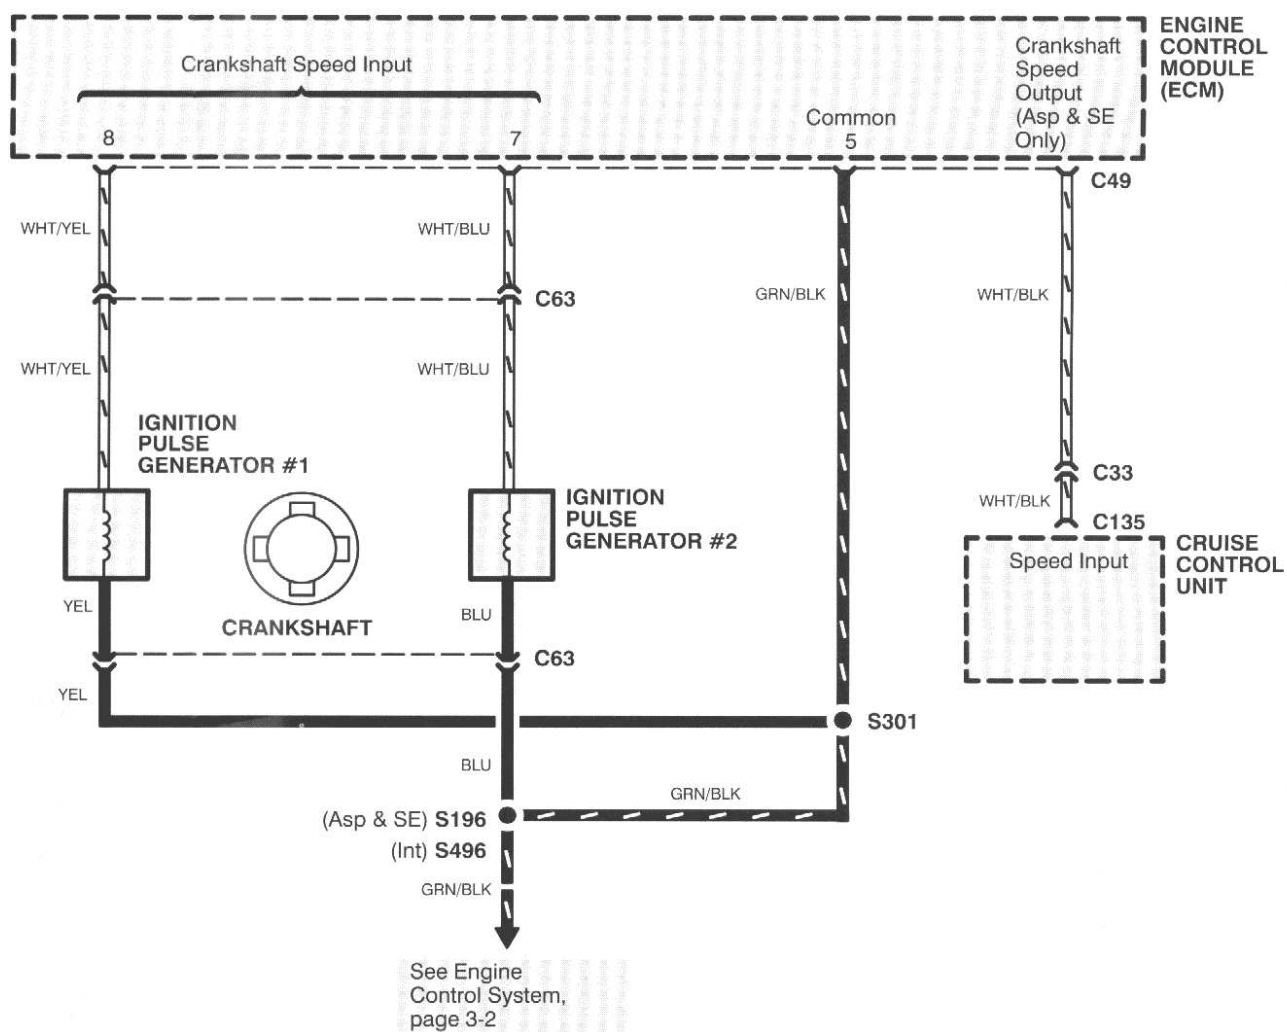 ENGINE
CONTROL
MODULE
(ECM)
Crankshaft Speed Input
Crankshaft
Speed
Output
(Asp & SE
Only)
Common
8
7
5
C49
WHT/YEL
WHT/BLU
C63
GRN/BLK
WHT/BLK
WHT/YEL
WHT/BLU
IGNITION
PULSE
GENERATOR #1
IGNITION
PULSE
GENERATOR #2
C33
WHT/BLK
C135
Speed Input
CRUISE
CONTROL
UNIT
YEL
CRANKSHAFT
BLU
C63
YEL
S301
BLU
GRN/BLK
(Asp & SE) S196
(Int) S496
GRN/BLK
See Engine
Control System,
page 3-2